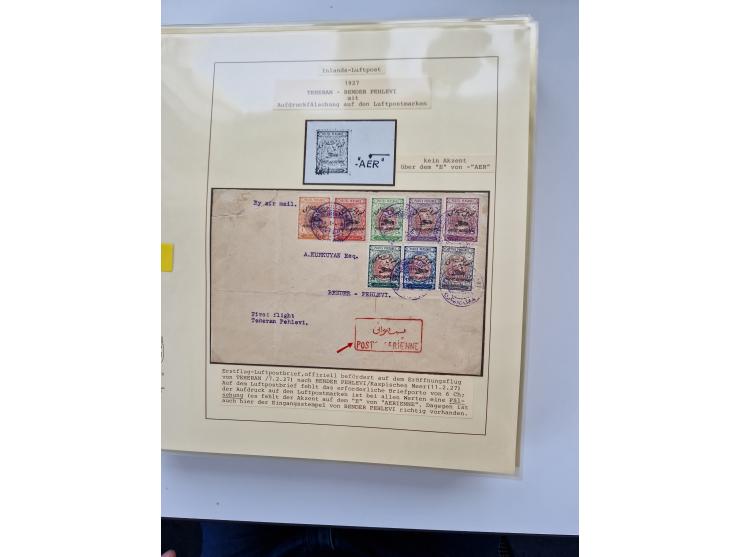 Inlands-Luftpost
1927
TEHERAN - BENDER PEHLEVI
mit
Aufdruckfälschung auf den Luftpostmarken
-"AER"
kein Akzent
über dem "E" von -"AER"
By air mail.
A.KUMKUYAN Esq.
BENDER - PEHLEVI.
First flight
Teheran Pehlevi.
POST ERIENNE
Erstflug-Luftpostbrief,offiziell befördert auf dem Eröffnungsflug
von TEHERAN (7.2.27) nach BENDER PEHLEVI/Kaspisches Meer(11.2.27)
Auf dem Luftpostbrief fehlt das erforderliche Briefporto von 6 Ch;
der Aufdruck auf den Luftpostmarken ist bei allen Werten eine Fäl-
schung (es fehlt der Akzent auf dem "E" von "AERIENNE". Dagegen ist
auch hier der Eingangsstempel von BENDER PEHLEVI richtig vorhanden.